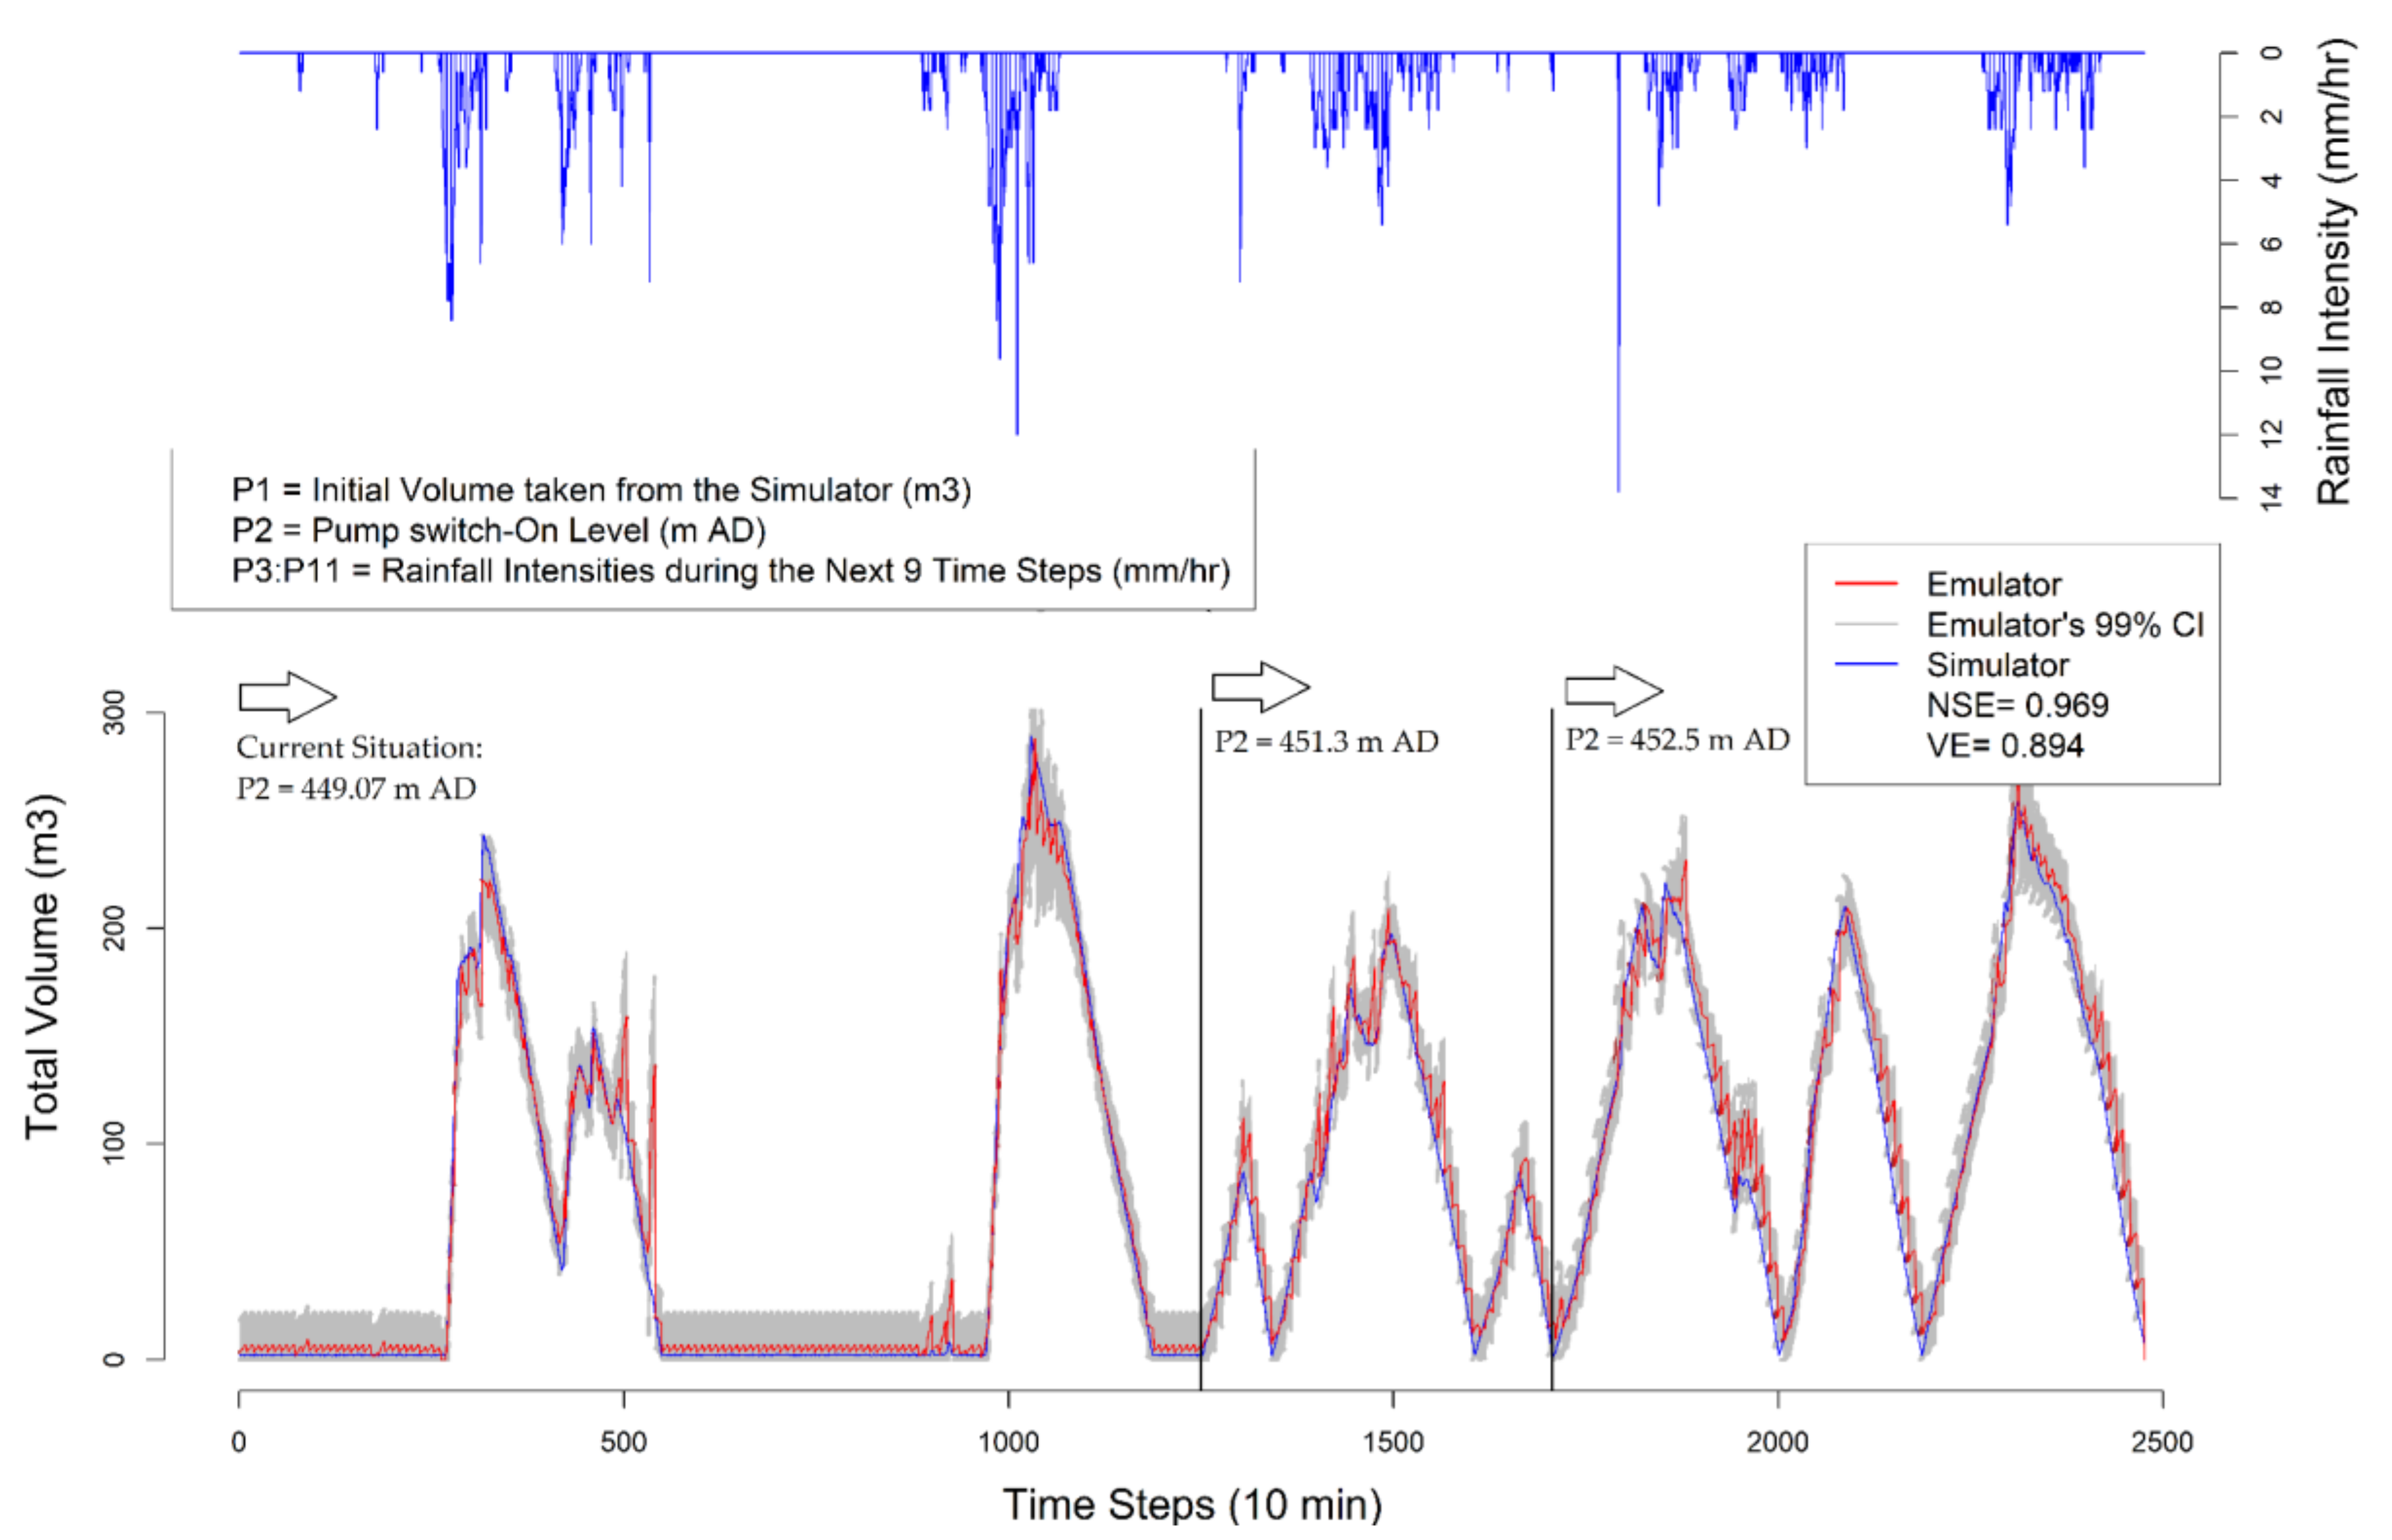 0
2
4
6
8
10
12
14
Rainfall Intensity (mm/hr)
P1 = Initial Volume taken from the Simulator (m3)
P2 = Pump switch-On Level (m AD)
P3:P11 = Rainfall Intensities during the Next 9 Time Steps (mm/hr)
Emulator
Emulator's 99% CI
Simulator
NSE= 0.969
VE= 0.894
Current Situation:
P2 = 449.07 m AD
P2 = 451.3 m AD
P2 = 452.5 m AD
300
200
100
0
Total Volume (m3)
0
500
1000
1500
2000
2500
Time Steps (10 min)